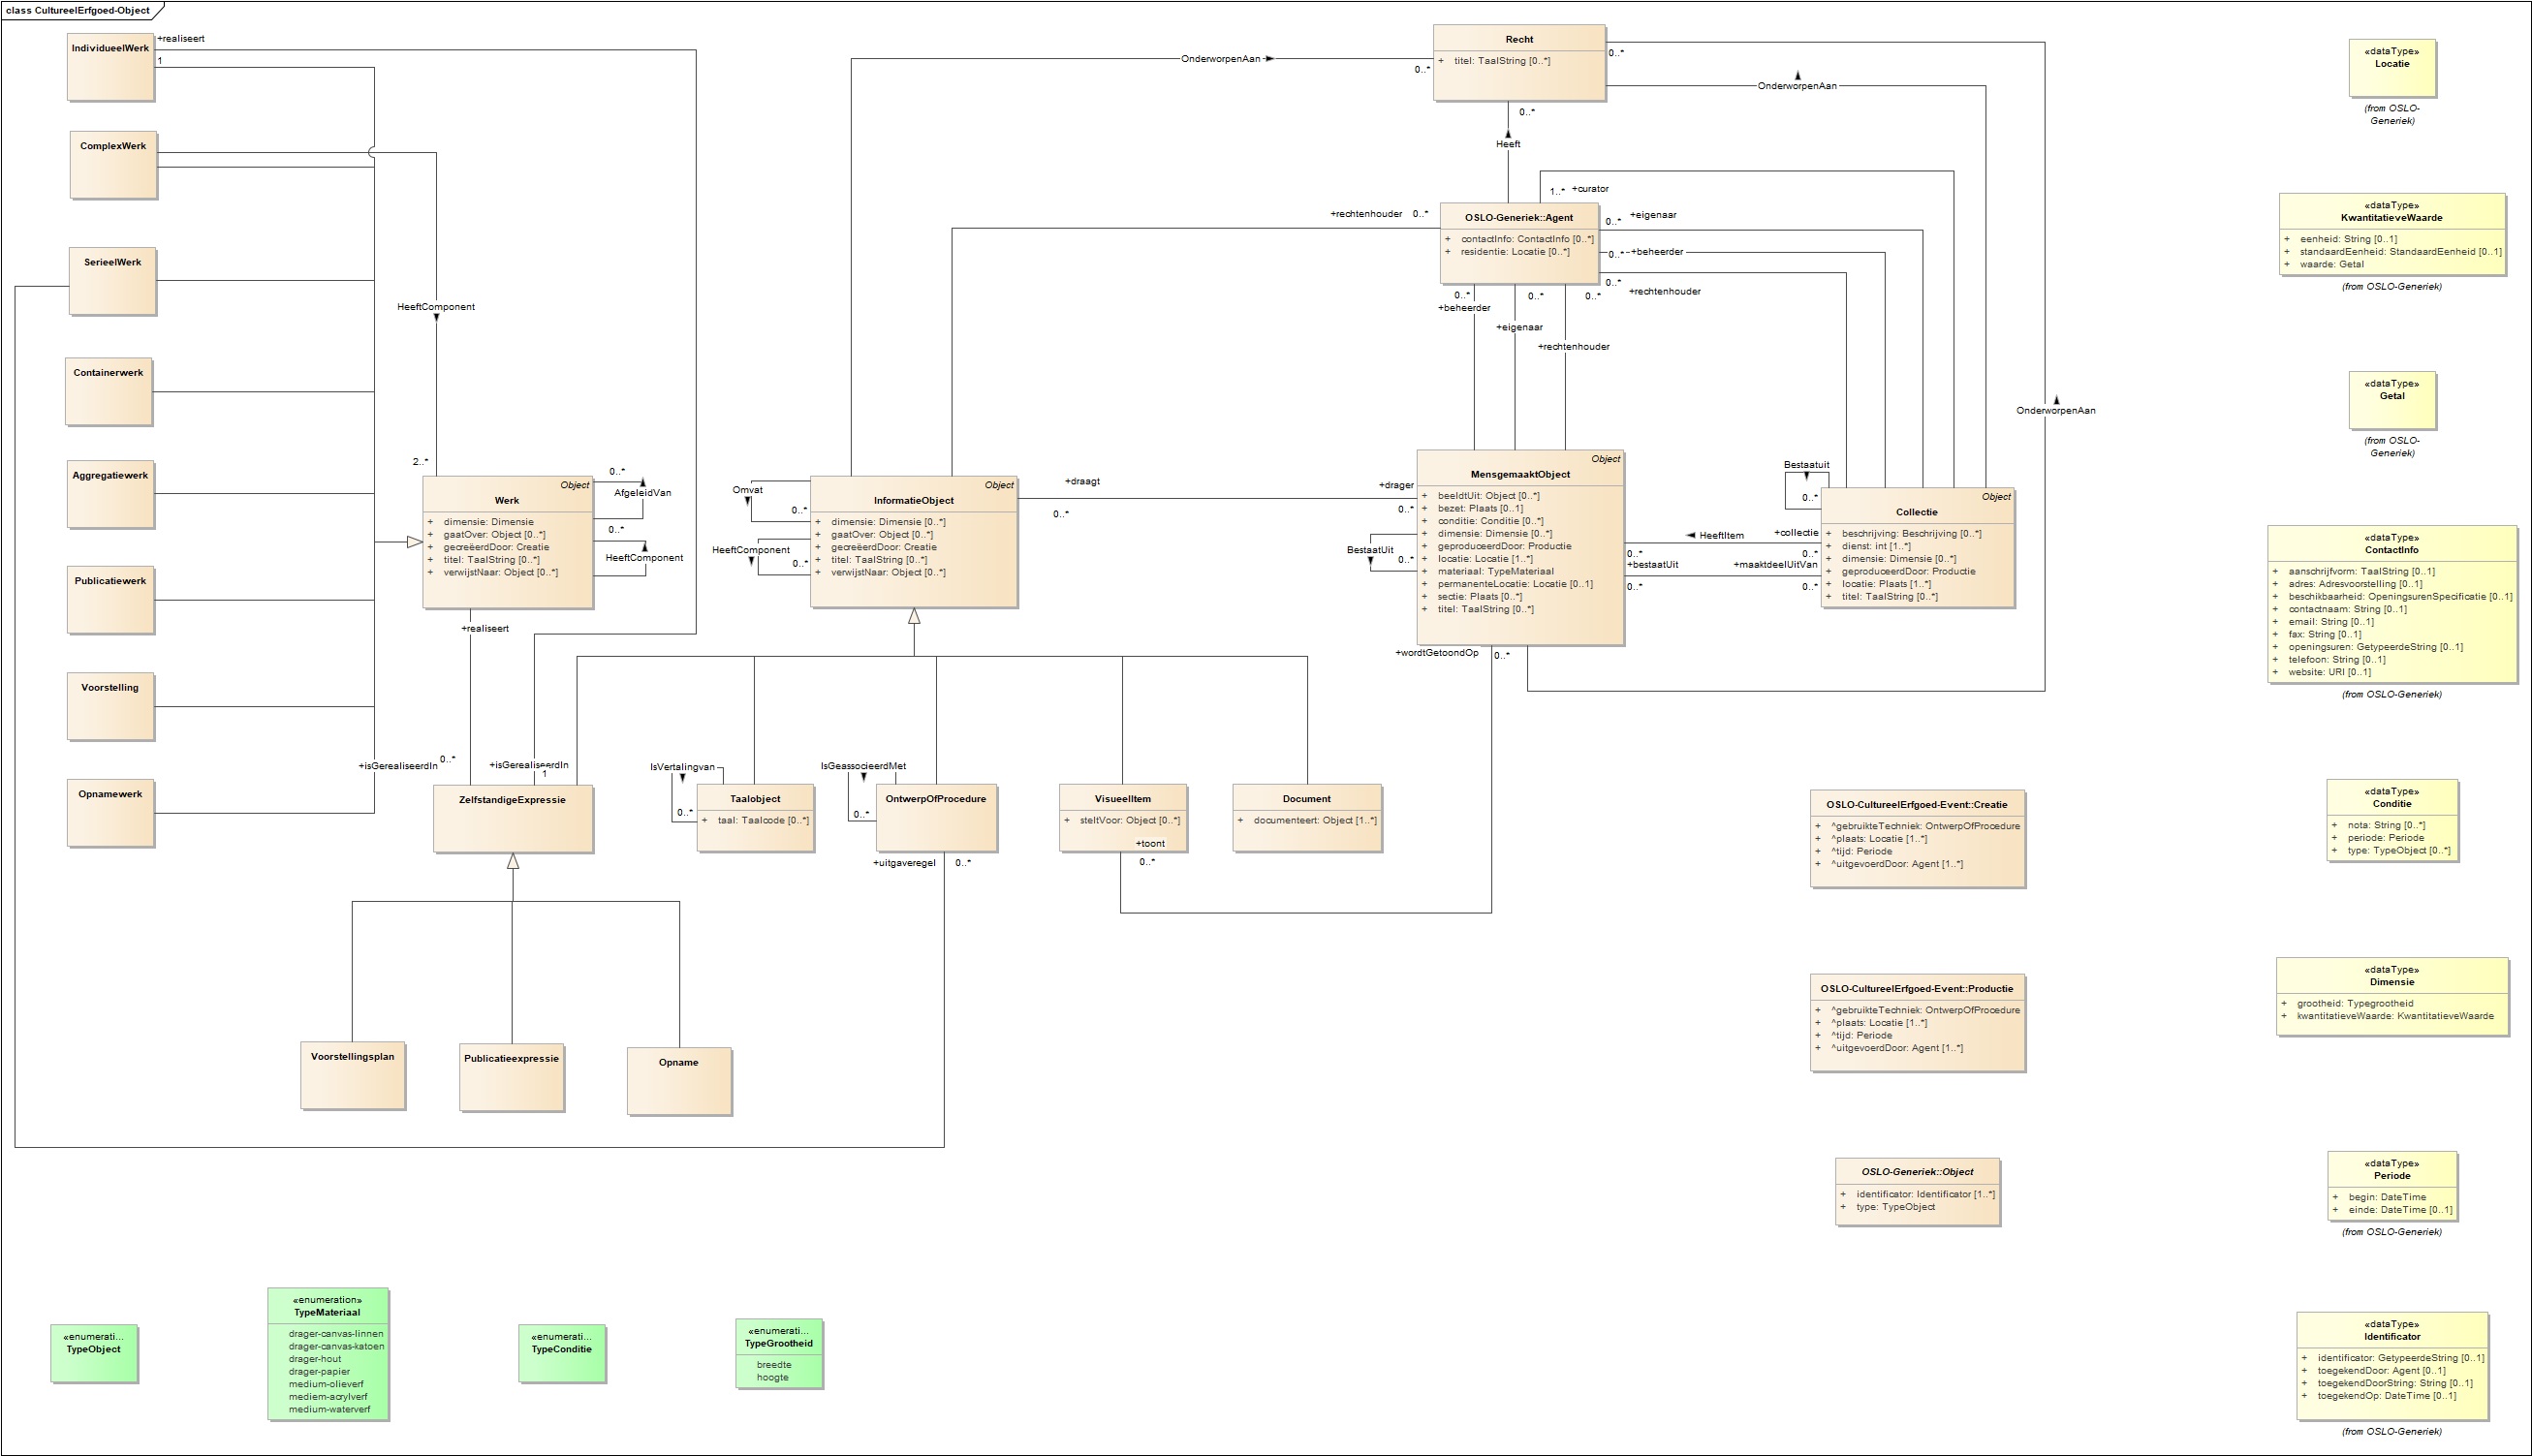 class CultureelErfgoed-Object
IndividueelWerk
+realiseert
1
ComplexWerk
SerieelWerk
Containerwerk
Aggregatiewerk
Publicatiewerk
Voorstelling
Opnamewerk
HeeftComponent
2..*
Object
Werk
+ dimensie: Dimensie
+ gaatOver: Object [0..*]
+ gecreëerdDoor: Creatie
+ titel: TaalString [0..*]
+ verwijstNaar: Object [0..*]
0..*
AfgeleidVan
0..*
HeeftComponent
+realiseert
+isGerealiseerdIn
0..*
+isGerealiseerdIn
1
ZelfstandigeExpressie
Voorstellingsplan
Publicatieexpressie
Opname
OnderworpenAan
0..*
Recht
+ titel: TaalString [0..*]
0..*
0..*
OnderworpenAan
Heeft
1..*
+curator
+rechtenhouder
0..*
OSLO-Generiek::Agent
+ contactInfo: ContactInfo [0..*]
+ residentie: Locatie [0..*]
+eigenaar
0..*
0..*
+beheerder
0..*
+rechtenhouder
0..*
+beheerder
0..*
+eigenaar
0..*
+rechtenhouder
OnderworpenAan
Omvat
0..*
HeeftComponent
0..*
Object
InformatieObject
+ dimensie: Dimensie [0..*]
+ gaatOver: Object [0..*]
+ gecreëerdDoor: Creatie
+ titel: TaalString [0..*]
+ verwijstNaar: Object [0..*]
+draagt
0..*
+drager
0..*
BestaatUit
0..*
Object
MensgemaaktObject
+ beeldtUit: Object [0..*]
+ bezet: Plaats [0..1]
+ conditie: Conditie [0..*]
+ dimensie: Dimensie [0..*]
+ geproduceerdDoor: Productie
+ locatie: Locatie [1..*]
+ materiaal: TypeMateriaal
+ permanenteLocatie: Locatie [0..1]
+ sectie: Plaats [0..*]
+ titel: TaalString [0..*]
HeeftItem
+collectie
0..*
0..*
+bestaatUit
+maaktdeelUitVan
0..*
0..*
Bestaatuit
0..*
Object
Collectie
+ beschrijving: Beschrijving [0..*]
+ dienst: int [1..*]
+ dimensie: Dimensie [0..*]
+ geproduceerdDoor: Productie
+ locatie: Plaats [1..*]
+ titel: TaalString [0..*]
+wordtGetoondOp
0..*
IsVertalingvan
0..*
Taalobject
+ taal: Taalcode [0..*]
IsGeassocieerdMet
0..*
OntwerpOfProcedure
+uitgaveregel
0..*
VisueelItem
+ steltVoor: Object [0..*]
+toont
0..*
Document
+ documenteert: Object [1..*]
OSLO-CultureelErfgoed-Event::Creatie
+ ^gebruikteTechniek: OntwerpOfProcedure
+ ^plaats: Locatie [1..*]
+ ^tijd: Periode
+ ^uitgevoerdDoor: Agent [1..*]
OSLO-CultureelErfgoed-Event::Productie
+ ^gebruikteTechniek: OntwerpOfProcedure
+ ^plaats: Locatie [1..*]
+ ^tijd: Periode
+ ^uitgevoerdDoor: Agent [1..*]
OSLO-Generiek::Object
+ identificator: Identificator [1..*]
+ type: TypeObject
«dataType»
Locatie
(from OSLO-
Generiek)
«dataType»
KwantitatieveWaarde
+ eenheid: String [0..1]
+ standaardEenheid: StandaardEenheid [0..1]
+ waarde: Getal
(from OSLO-Generiek)
«dataType»
Getal
(from OSLO-
Generiek)
«dataType»
ContactInfo
+ aanschrijfvorm: TaalString [0..1]
+ adres: Adresvoorstelling [0..1]
+ beschikbaarheid: OpeningsurenSpecificatie [0..1]
+ contactnaam: String [0..1]
+ email: String [0..1]
+ fax: String [0..1]
+ openingsuren: GetypeerdeString [0..1]
+ telefoon: String [0..1]
+ website: URI [0..1]
(from OSLO-Generiek)
«dataType»
Conditie
+ nota: String [0..*]
+ periode: Periode
+ type: TypeObject [0..*]
«dataType»
Dimensie
+ grootheid: Typegrootheid
+ kwantitatieveWaarde: KwantitatieveWaarde
«dataType»
Periode
+ begin: DateTime
+ einde: DateTime [0..1]
(from OSLO-Generiek)
«dataType»
Identificator
+ identificator: GetypeerdeString [0..1]
+ toegekendDoor: Agent [0..1]
+ toegekendDoorString: String [0..1]
+ toegekendOp: DateTime [0..1]
(from OSLO-Generiek)
«enumerati...
TypeObject
«enumeration»
TypeMateriaal
drager-canvas-linnen
drager-canvas-katoen
drager-hout
drager-papier
medium-olieverf
mediem-acrylverf
medium-waterverf
«enumerati...
TypeConditie
«enumerati...
TypeGrootheid
breedte
hoogte